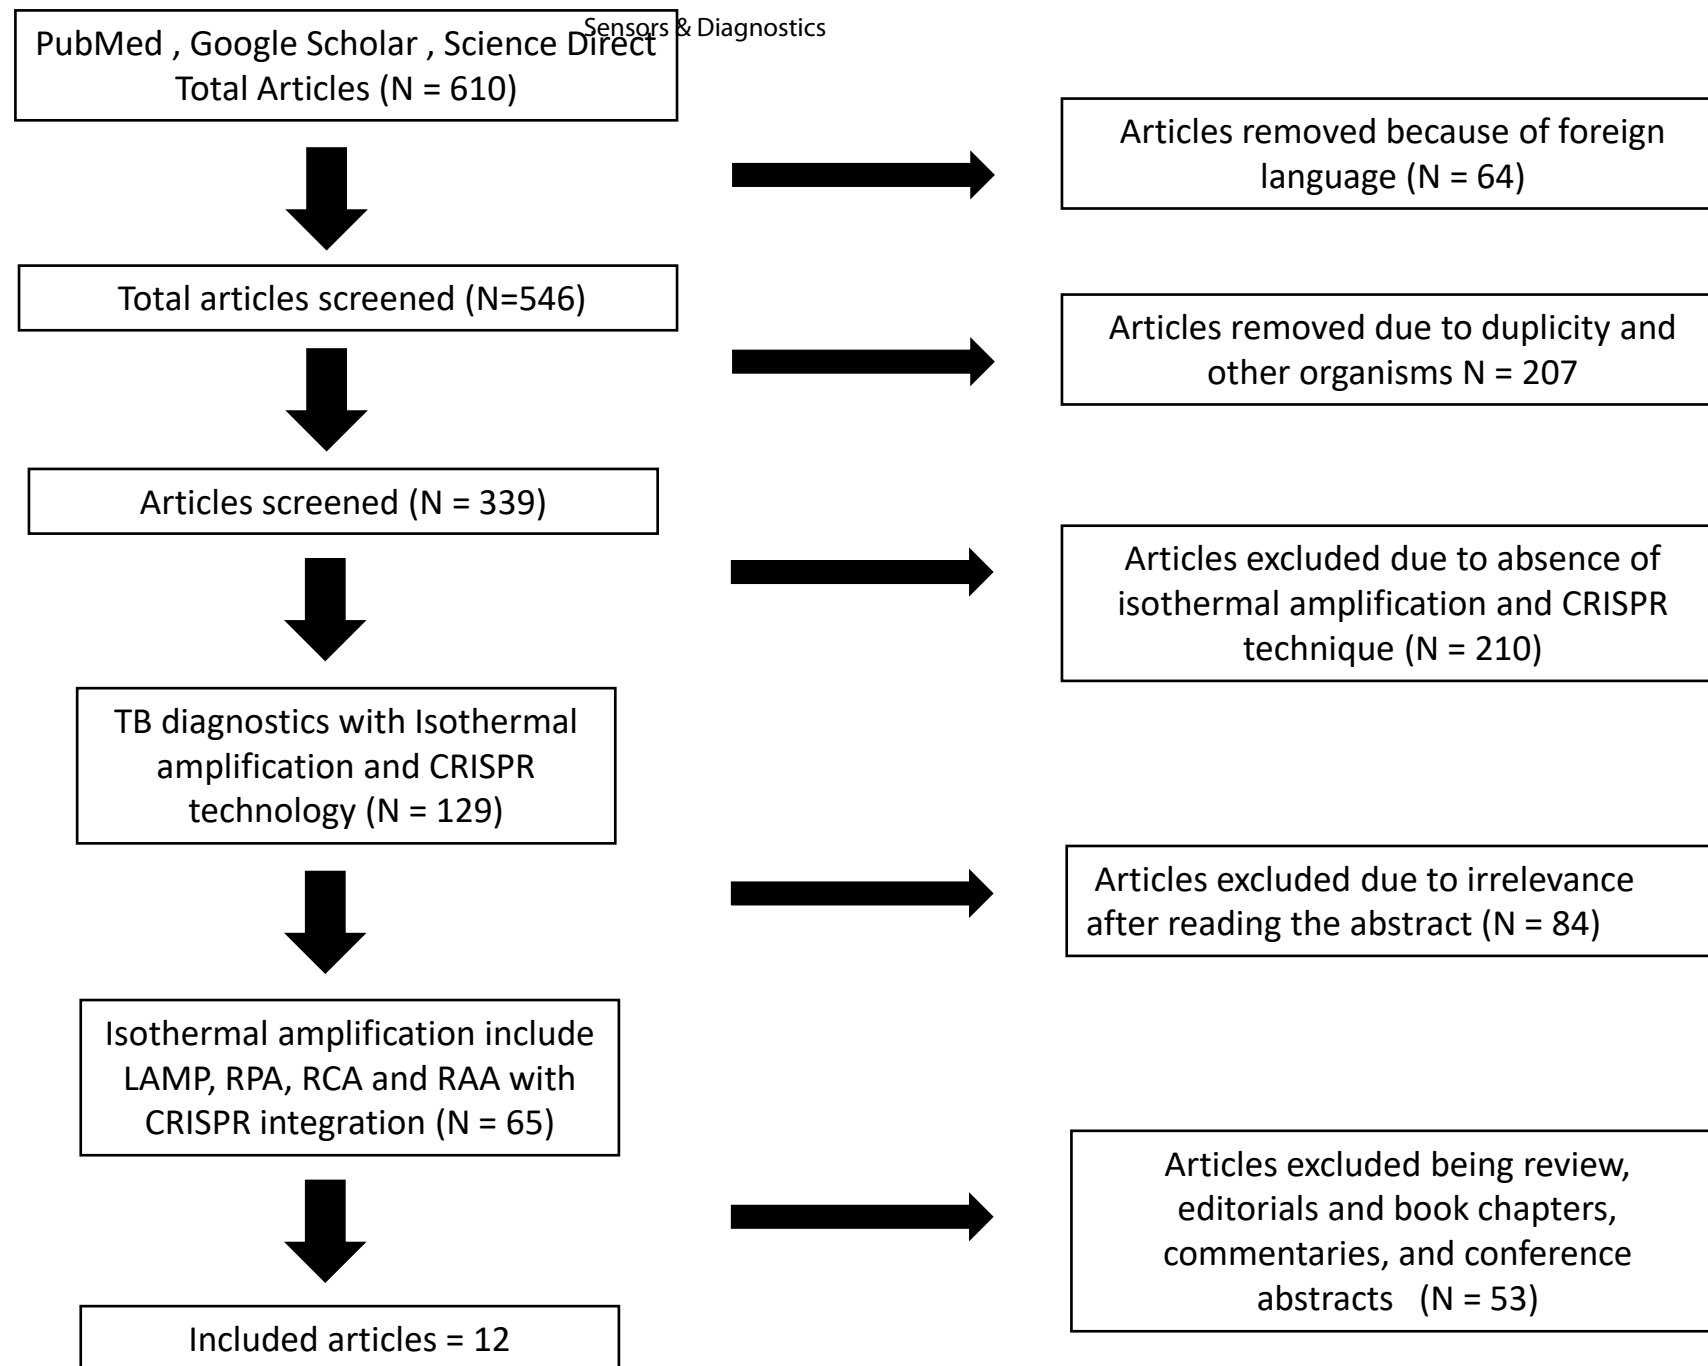 Sensors & Diagnostics
PubMed , Google Scholar , Science Direct
Total Articles (N = 610)
Articles removed because of foreign
language (N = 64)
Total articles screened (N=546)
Articles removed due to duplicity and
other organisms N = 207
Articles screened (N = 339)
Articles excluded due to absence of
isothermal amplification and CRISPR
technique (N = 210)
TB diagnostics with Isothermal
amplification and CRISPR
technology (N = 129)
Articles excluded due to irrelevance
after reading the abstract (N = 84)
Isothermal amplification include
LAMP, RPA, RCA and RAA with
CRISPR integration (N = 65)
Articles excluded being review,
editorials and book chapters,
commentaries, and conference
abstracts (N = 53)
Included articles = 12